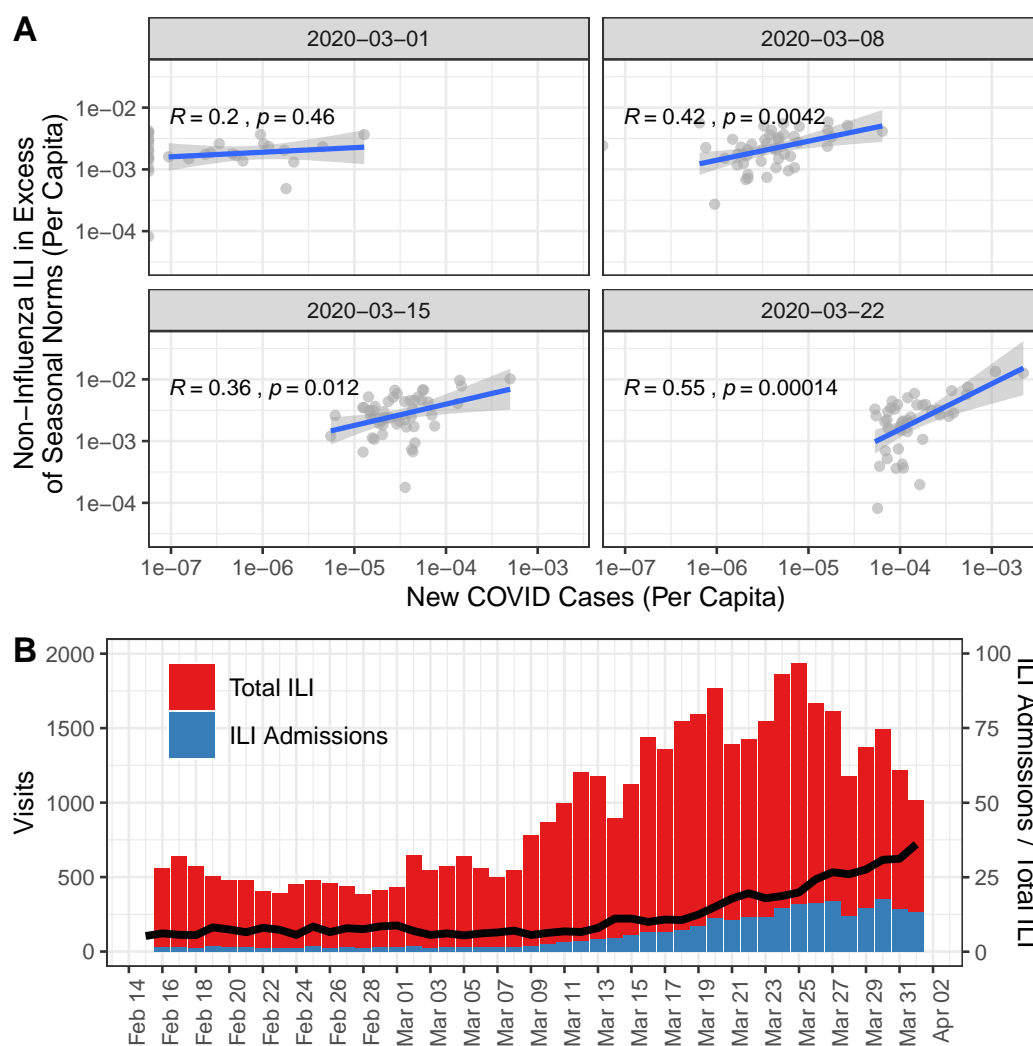 A
2020−03−01
2020−03−08
R = 0.2 , p = 0.46
R = 0.42 , p = 0.0042
1e−02
1e−03
1e−04
2020−03−15
2020−03−22
R = 0.36 , p = 0.012
R = 0.55 , p = 0.00014
1e−02
1e−03
1e−04
Non−Influenza ILI in Excess
of Seasonal Norms (Per Capita)
1e−07 1e−06 1e−05 1e−04 1e−03 1e−07 1e−06 1e−05 1e−04 1e−03
New COVID Cases (Per Capita)
B
Total ILI
ILI Admissions
2000
1500
1000
500
0
Visits
100
75
50
25
0
ILI Admissions / Total ILI
Feb 14 Feb 16 Feb 18 Feb 20 Feb 22 Feb 24 Feb 26 Feb 28 Mar 01 Mar 03 Mar 05 Mar 07 Mar 09 Mar 11 Mar 13 Mar 15 Mar 17 Mar 19 Mar 21 Mar 23 Mar 25 Mar 27 Mar 29 Mar 31 Apr 02